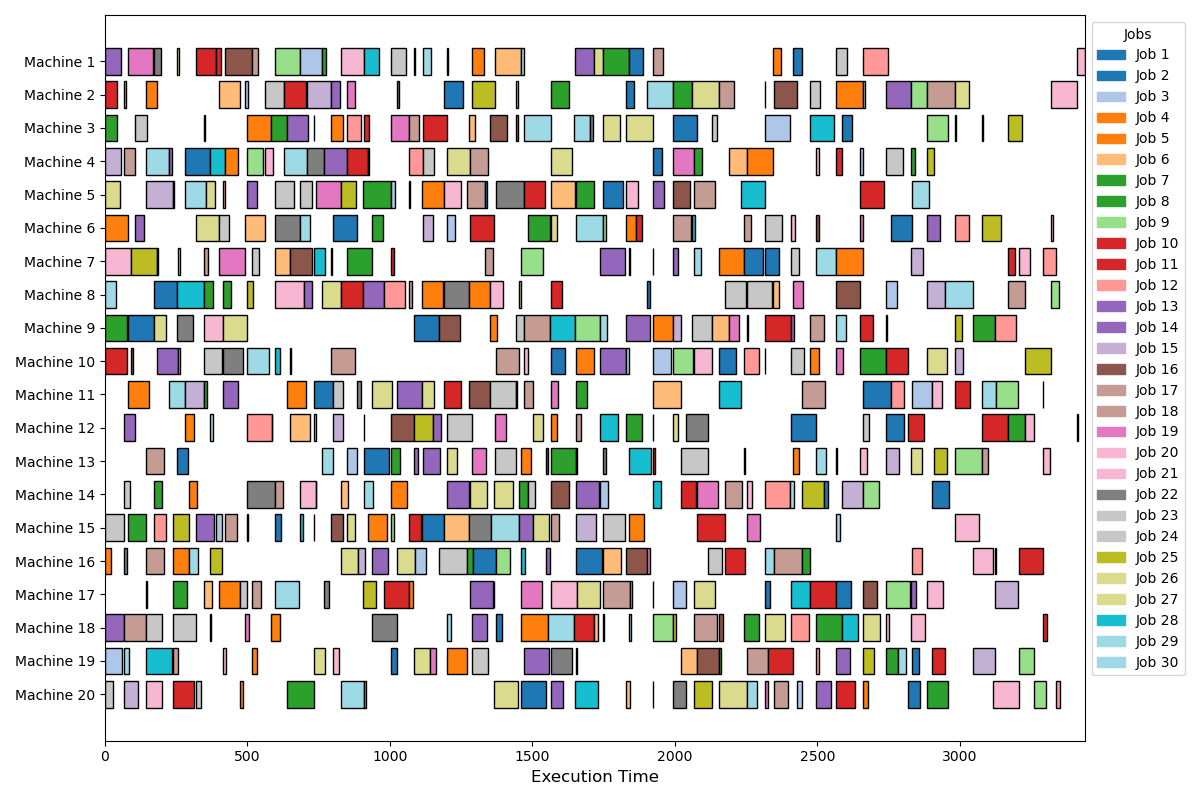 Machine 1
Machine 2
Machine 3
Machine 4
Machine 5
Machine 6
Machine 7
Machine 8
Machine 9
Machine 10
Machine 11
Machine 12
Machine 13
Machine 14
Machine 15
Machine 16
Machine 17
Machine 18
Machine 19
Machine 20
0 500 1000 1500 2000 2500 3000
Execution Time
Jobs
Job 1
Job 2
Job 3
Job 4
Job 5
Job 6
Job 7
Job 8
Job 9
Job 10
Job 11
Job 12
Job 13
Job 14
Job 15
Job 16
Job 17
Job 18
Job 19
Job 20
Job 21
Job 22
Job 23
Job 24
Job 25
Job 26
Job 27
Job 28
Job 29
Job 30